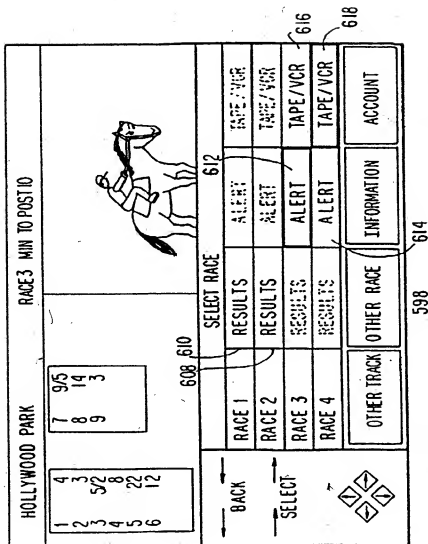 HOLLYWOOD PARK RACE3 MIN TO POST 10
1 4
2 3
3 5/2
4 8
5 22
6 12
7 9/5
8 14
9 3
SELECT RACE
608 610 612 616 618
RACE 1 RESULTS ALERT TAPE/VCR
RACE 2 RESULTS ALERT TAPE/VCR
RACE 3 RESULTS ALERT TAPE/VCR
RACE 4 RESULTS ALERT TAPE/VCR
614
BACK
SELECT
OTHER TRACK OTHER RACE INFORMATION ACCOUNT
598